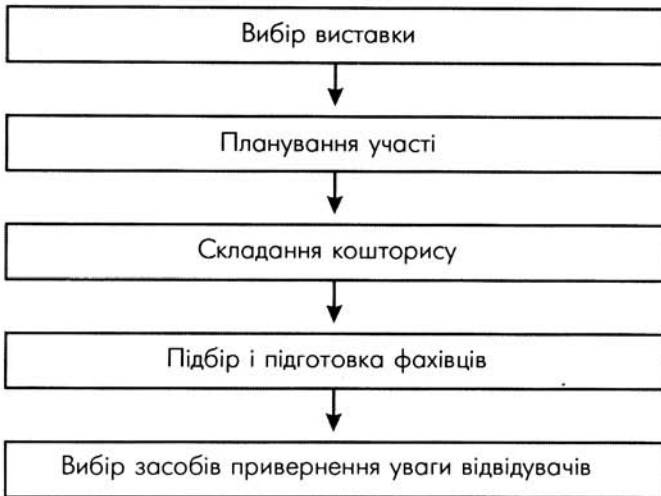 Вибір виставки
Планування участі
Складання кошторису
Підбір і підготовка фахівців
Вибір засобів привернення уваги відвідувачів